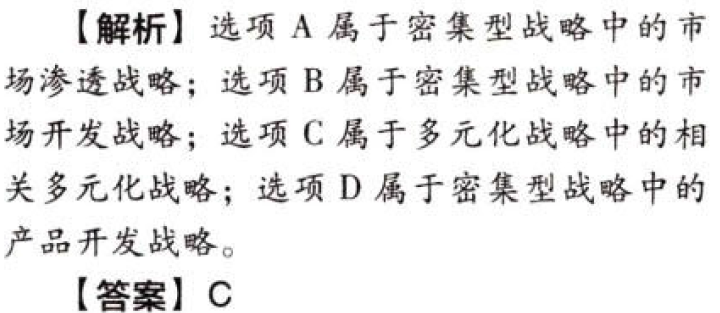 【解析】选项 A 属于密集型战略中的市
场渗透战略；选项 B 属于密集型战略中的市
场开发战略；选项 C 属于多元化战略中的相
关多元化战略；选项 D 属于密集型战略中的
产品开发战略。
【答案】C